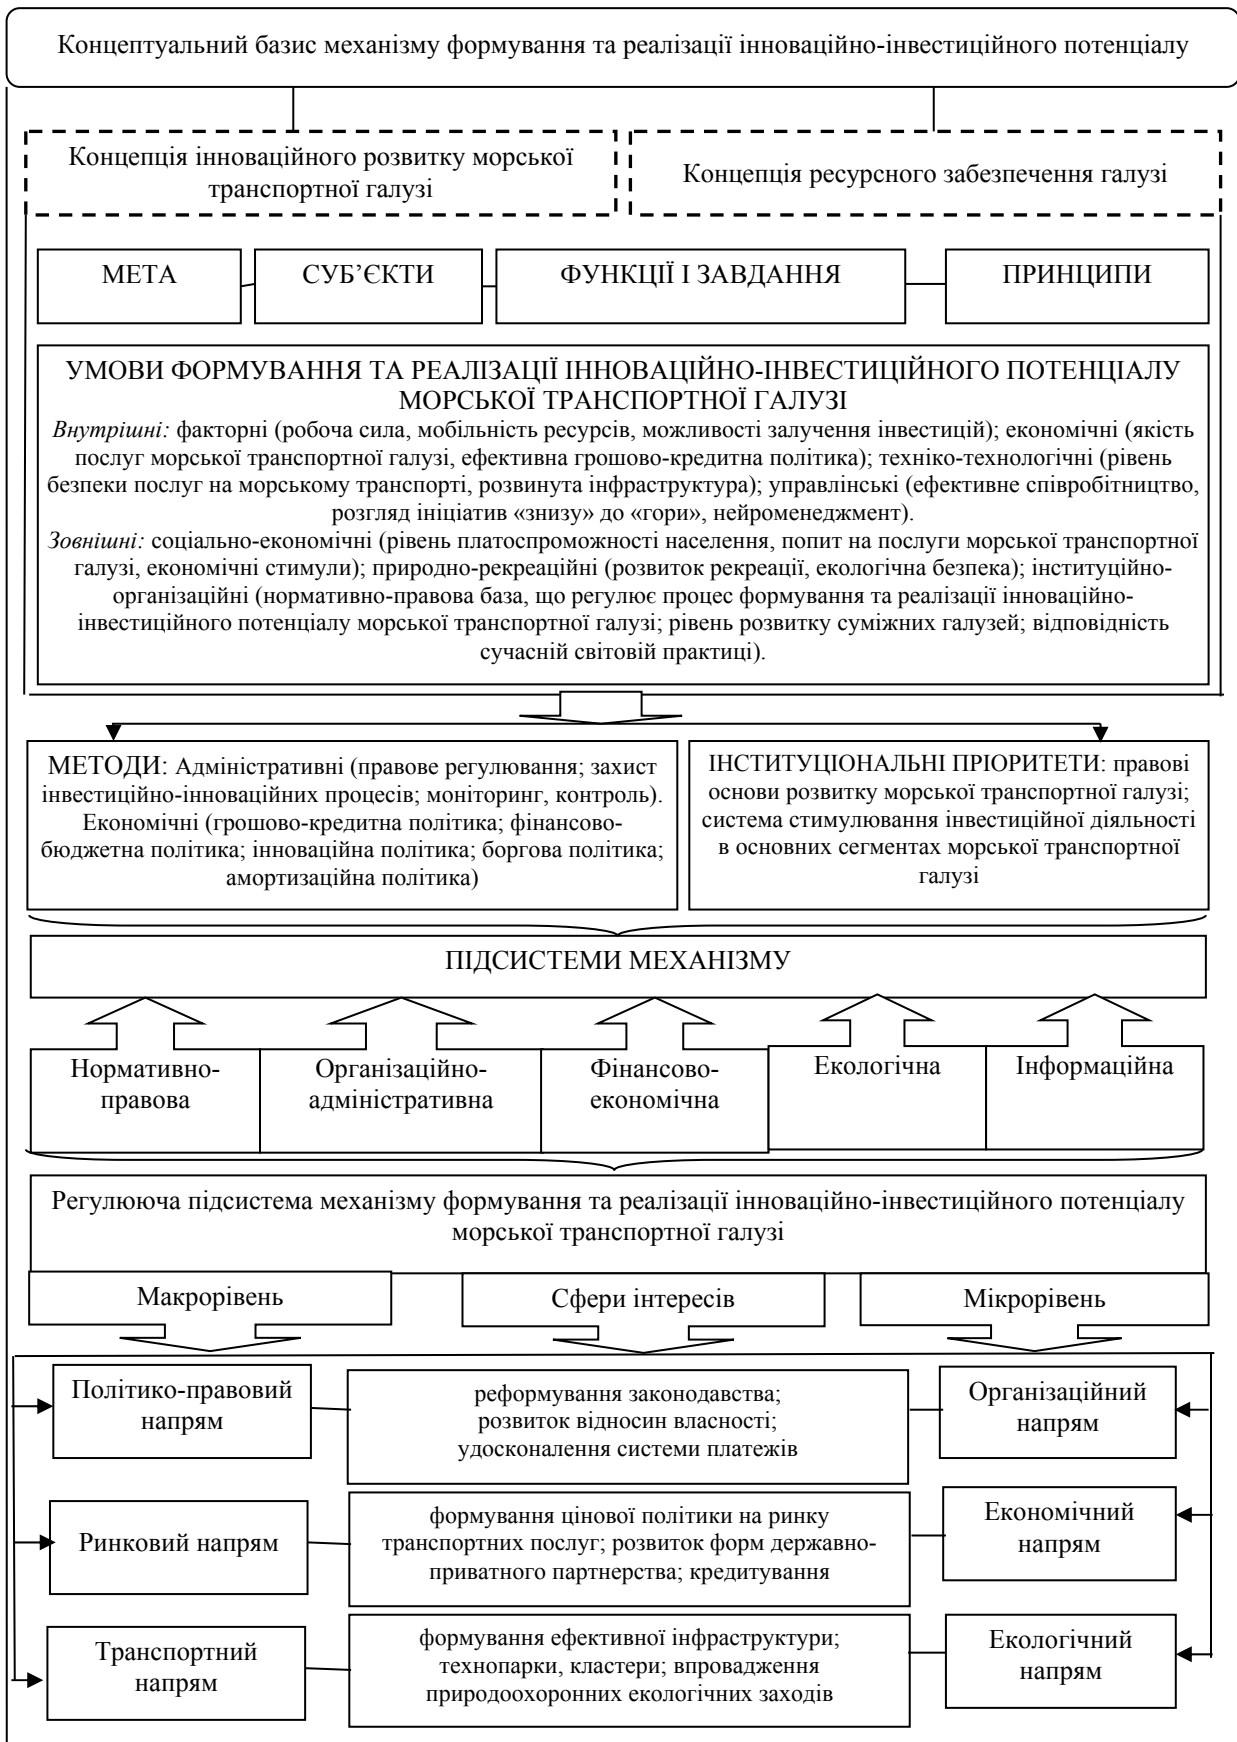 Концептуальний базис механізму формування та реалізації інноваційно-інвестиційного потенціалу
Концепція інноваційного розвитку морської
транспортної галузі
Концепція ресурсного забезпечення галузі
МЕТА
СУБ’ЄКТИ
ФУНКЦІЇ І ЗАВДАННЯ
ПРИНЦИПИ
УМОВИ ФОРМУВАННЯ ТА РЕАЛІЗАЦІЇ ІННОВАЦІЙНО-ІНВЕСТИЦІЙНОГО ПОТЕНЦІАЛУ
МОРСЬКОЇ ТРАНСПОРТНОЇ ГАЛУЗІ
Внутрішні: факторні (робоча сила, мобільність ресурсів, можливості залучення інвестицій); економічні (якість
послуг морської транспортної галузі, ефективна грошово-кредитна політика); техніко-технологічні (рівень
безпеки послуг на морському транспорті, розвинута інфраструктура); управлінські (ефективне співробітництво,
розгляд ініціатив «знизу» до «гори», нейроменеджмент).
Зовнішні: соціально-економічні (рівень платоспроможності населення, попит на послуги морської транспортної
галузі, економічні стимули); природно-рекреаційні (розвиток рекреації, екологічна безпека); інституційно-
організаційні (нормативно-правова база, що регулює процес формування та реалізації інноваційно-
інвестиційного потенціалу морської транспортної галузі; рівень розвитку суміжних галузей; відповідність
сучасній світовій практиці).
МЕТОДИ: Адміністративні (правове регулювання; захист
інвестиційно-інноваційних процесів; моніторинг, контроль).
Економічні (грошово-кредитна політика; фінансово-
бюджетна політика; інноваційна політика; боргова політика;
амортизаційна політика)
ІНСТИТУЦІОНАЛЬНІ ПРІОРИТЕТИ: правові
основи розвитку морської транспортної галузі;
система стимулювання інвестиційної діяльності
в основних сегментах морської транспортної
галузі
ПІДСИСТЕМИ МЕХАНІЗМУ
Нормативно-
правова
Організаційно-
адміністративна
Фінансово-
економічна
Екологічна
Інформаційна
Регулююча підсистема механізму формування та реалізації інноваційно-інвестиційного потенціалу
морської транспортної галузі
Макрорівень
Сфери інтересів
Мікрорівень
Політико-правовий
напрям
реформування законодавства;
розвиток відносин власності;
удосконалення системи платежів
Організаційний
напрям
Ринковий напрям
формування цінової політики на ринку
транспортних послуг; розвиток форм державно-
приватного партнерства; кредитування
Економічний
напрям
Транспортний
напрям
формування ефективної інфраструктури;
технопарки, кластери; впровадження
природоохоронних екологічних заходів
Екологічний
напрям